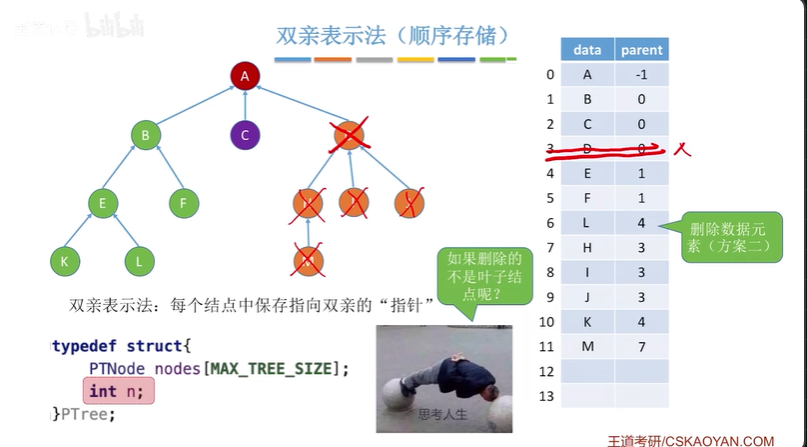 双亲表示法（顺序存储）
data parent
0 A -1
1 B 0
2 C 0
3 D 0
4 E 1
5 F 1
6 L 4
7 H 3
8 I 3
9 J 3
10 K 4
11 M 7
12
13
A
B
C
E
F
K
L
删除数据元
素（方案二）
如果删除的
不是叶子结
点呢？
双亲表示法：每个结点中保存指向双亲的“指针”
typedef struct{
PTNode nodes[MAX_TREE_SIZE];
int n;
}PTree;
思考人生
王道考研/CSKAOYAN.COM
bilibili